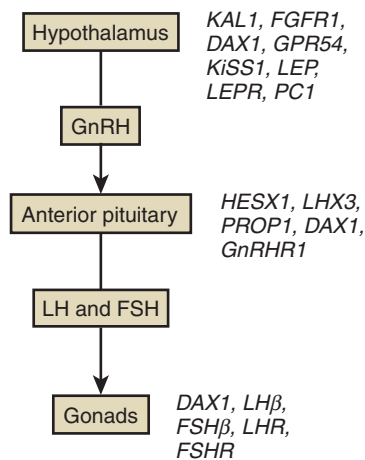 Hypothalamus
KAL1, FGFR1,
DAX1, GPR54,
KiSS1, LEP,
LEPR, PC1
GnRH
Anterior pituitary
HESX1, LHX3,
PROP1, DAX1,
GnRHR1
LH and FSH
Gonads
DAX1, LHβ,
FSHβ, LHR,
FSHR